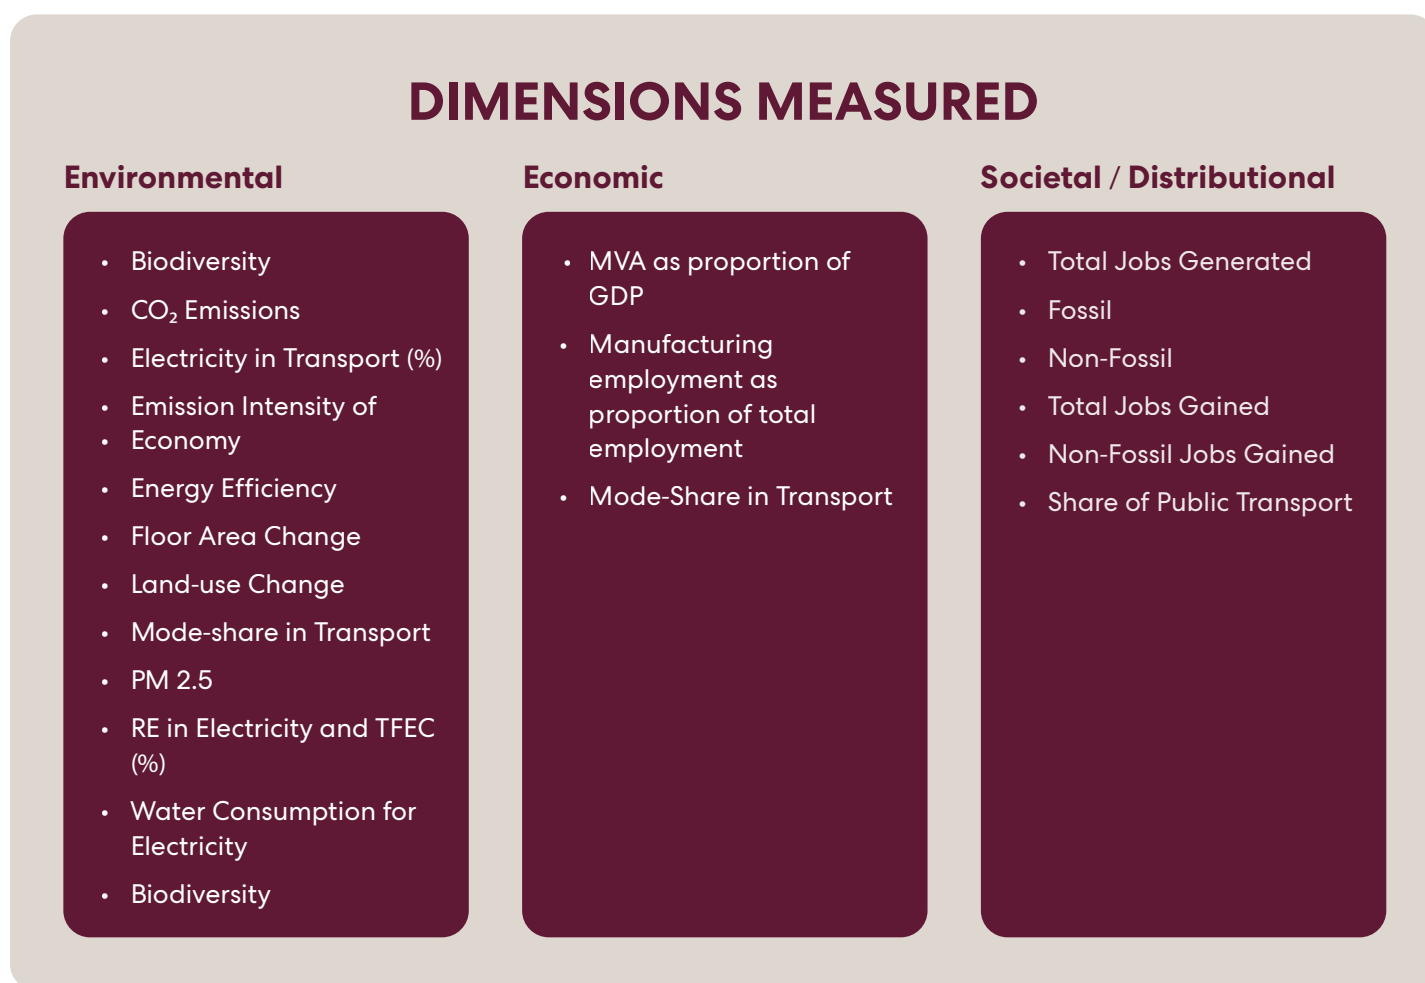 DIMENSIONS MEASURED
Environmental
• Biodiversity
• CO₂ Emissions
• Electricity in Transport (%)
• Emission Intensity of
• Economy
• Energy Efficiency
• Floor Area Change
• Land-use Change
• Mode-share in Transport
• PM 2.5
• RE in Electricity and TFEC
(%)
• Water Consumption for
Electricity
• Biodiversity
Economic
• MVA as proportion of
GDP
• Manufacturing
employment as
proportion of total
employment
• Mode-Share in Transport
Societal / Distributional
• Total Jobs Generated
• Fossil
• Non-Fossil
• Total Jobs Gained
• Non-Fossil Jobs Gained
• Share of Public Transport